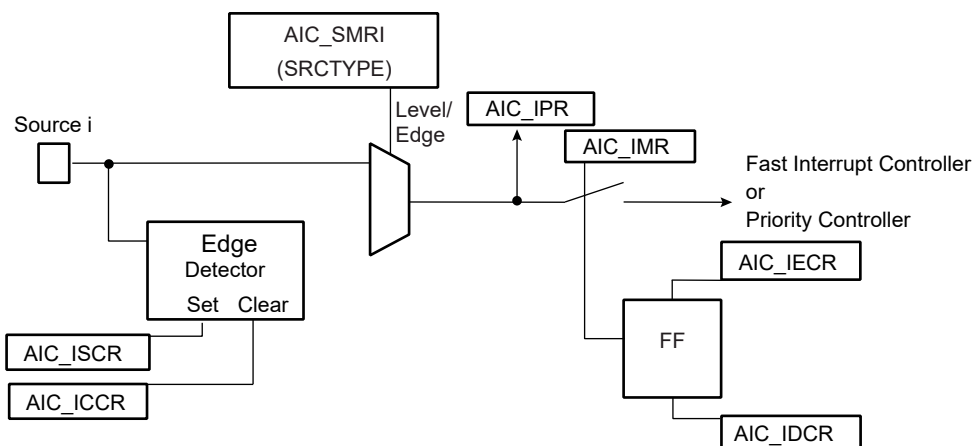 AIC_SMRI
(SRCTYPE)
Level/
Edge
AIC_IPR
Source i
AIC_IMR
Fast Interrupt Controller
or
Priority Controller
Edge
Detector
Set Clear
AIC_IECR
FF
AIC_ISCR
AIC_ICCR
AIC_IDCR